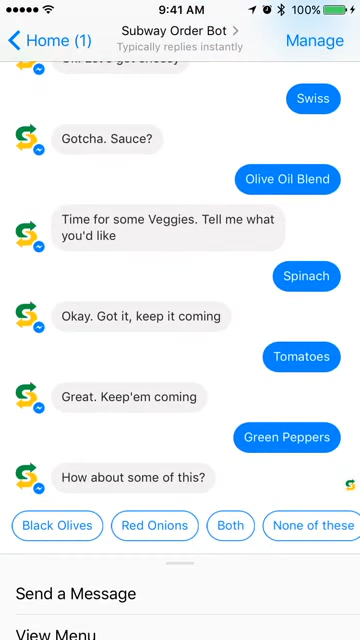 9:41 AM
100%
Home (1)
Subway Order Bot
Typically replies instantly
Manage
Swiss
Gotcha. Sauce?
Olive Oil Blend
Time for some Veggies. Tell me what
you'd like
Spinach
Okay. Got it, keep it coming
Tomatoes
Great. Keep'em coming
Green Peppers
How about some of this?
Black Olives
Red Onions
Both
None of these
Send a Message
View Menu